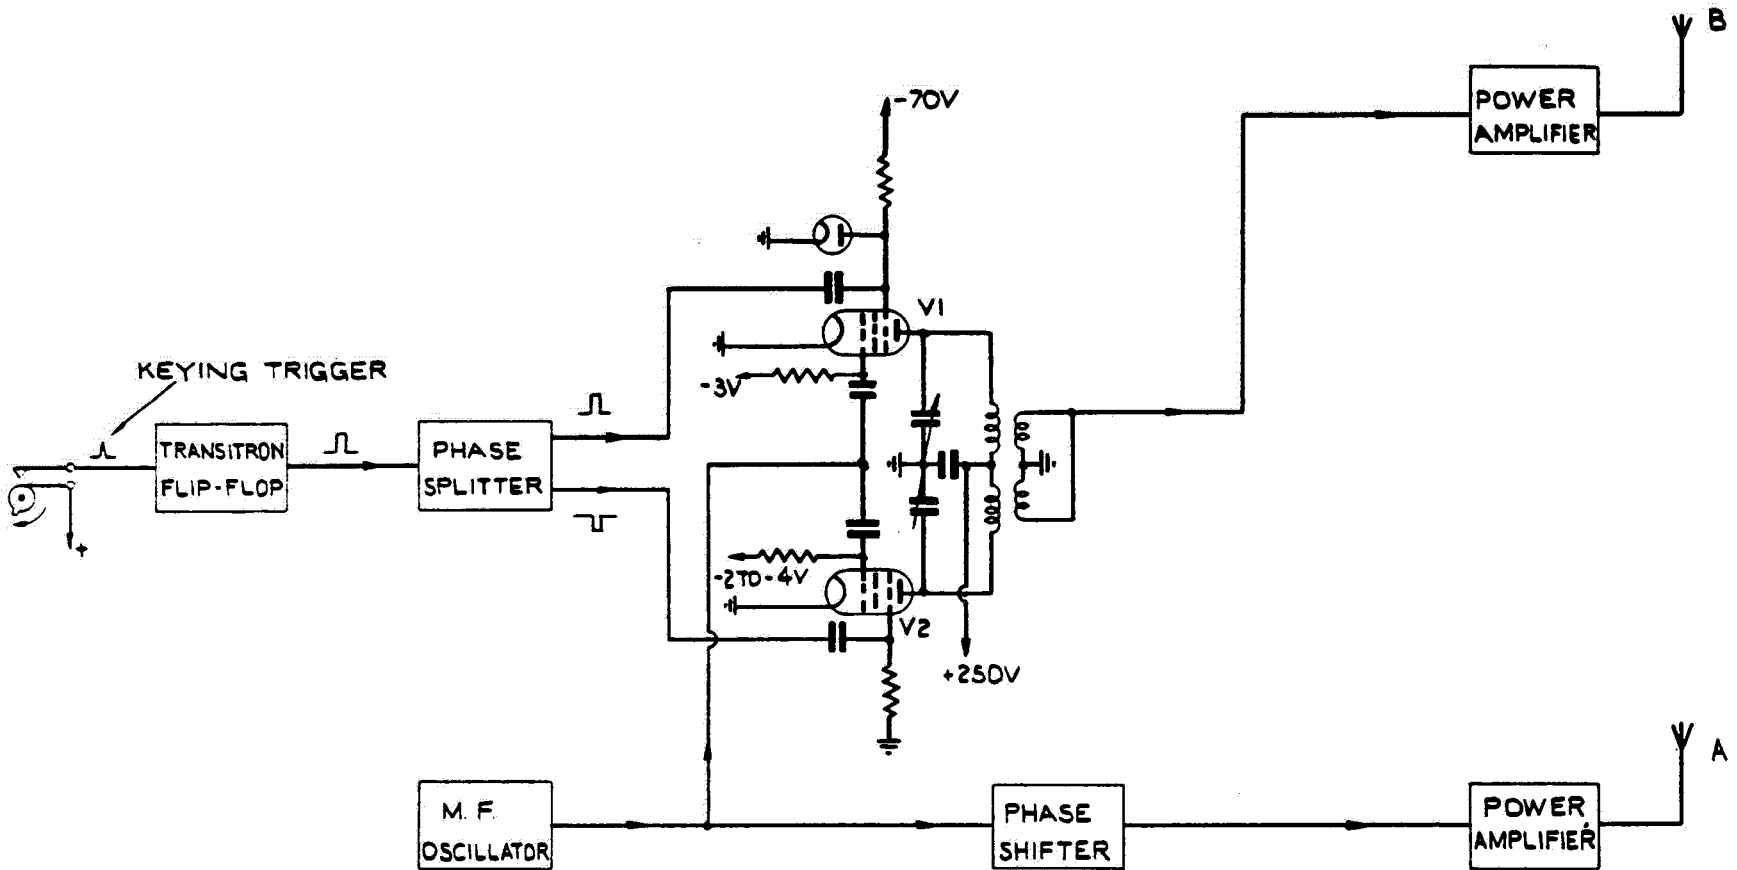 B
POWER
AMPLIFIER
-70V
V1
KEYING TRIGGER
-3V
TRANSITRON
FLIP-FLOP
PHASE
SPLITTER
+
-2TO-4V
V2
+250V
A
M. F.
OSCILLATOR
PHASE
SHIFTER
POWER
AMPLIFIER